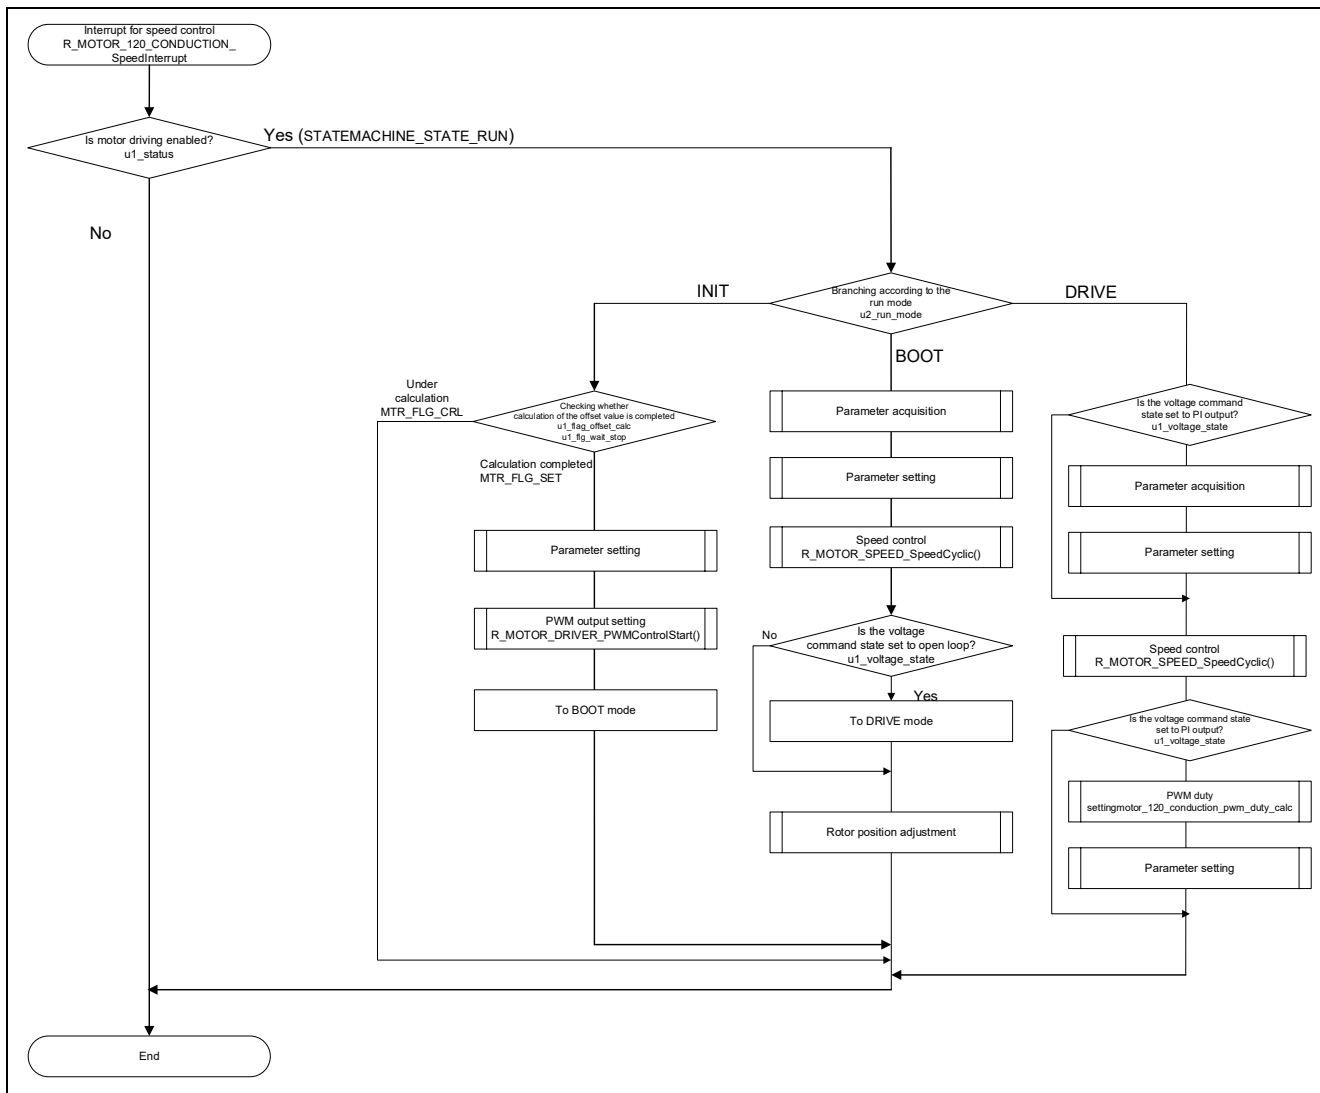 Interrupt for speed control
R_MOTOR_120_CONDUCTION_
SpeedInterrupt
Is motor driving enabled?
u1_status
Yes (STATEMACHINE_STATE_RUN)
No
Branching according to the
run mode
u2_run_mode
INIT
BOOT
DRIVE
Under
calculation
MTR_FLG_CRL
Checking whether
calculation of the offset value is completed
u1_flag_offset_calc
u1_flg_wait_stop
Calculation completed
MTR_FLG_SET
Parameter setting
PWM output setting
R_MOTOR_DRIVER_PWMControlStart()
To BOOT mode
Parameter acquisition
Parameter setting
Speed control
R_MOTOR_SPEED_SpeedCyclic()
Is the voltage
command state set to open loop?
u1_voltage_state
No
Yes
To DRIVE mode
Rotor position adjustment
Is the voltage command
state set to PI output?
u1_voltage_state
Parameter acquisition
Parameter setting
Speed control
R_MOTOR_SPEED_SpeedCyclic()
Is the voltage command state
set to PI output?
u1_voltage_state
PWM duty
settingmotor_120_conduction_pwm_duty_calc
Parameter setting
End